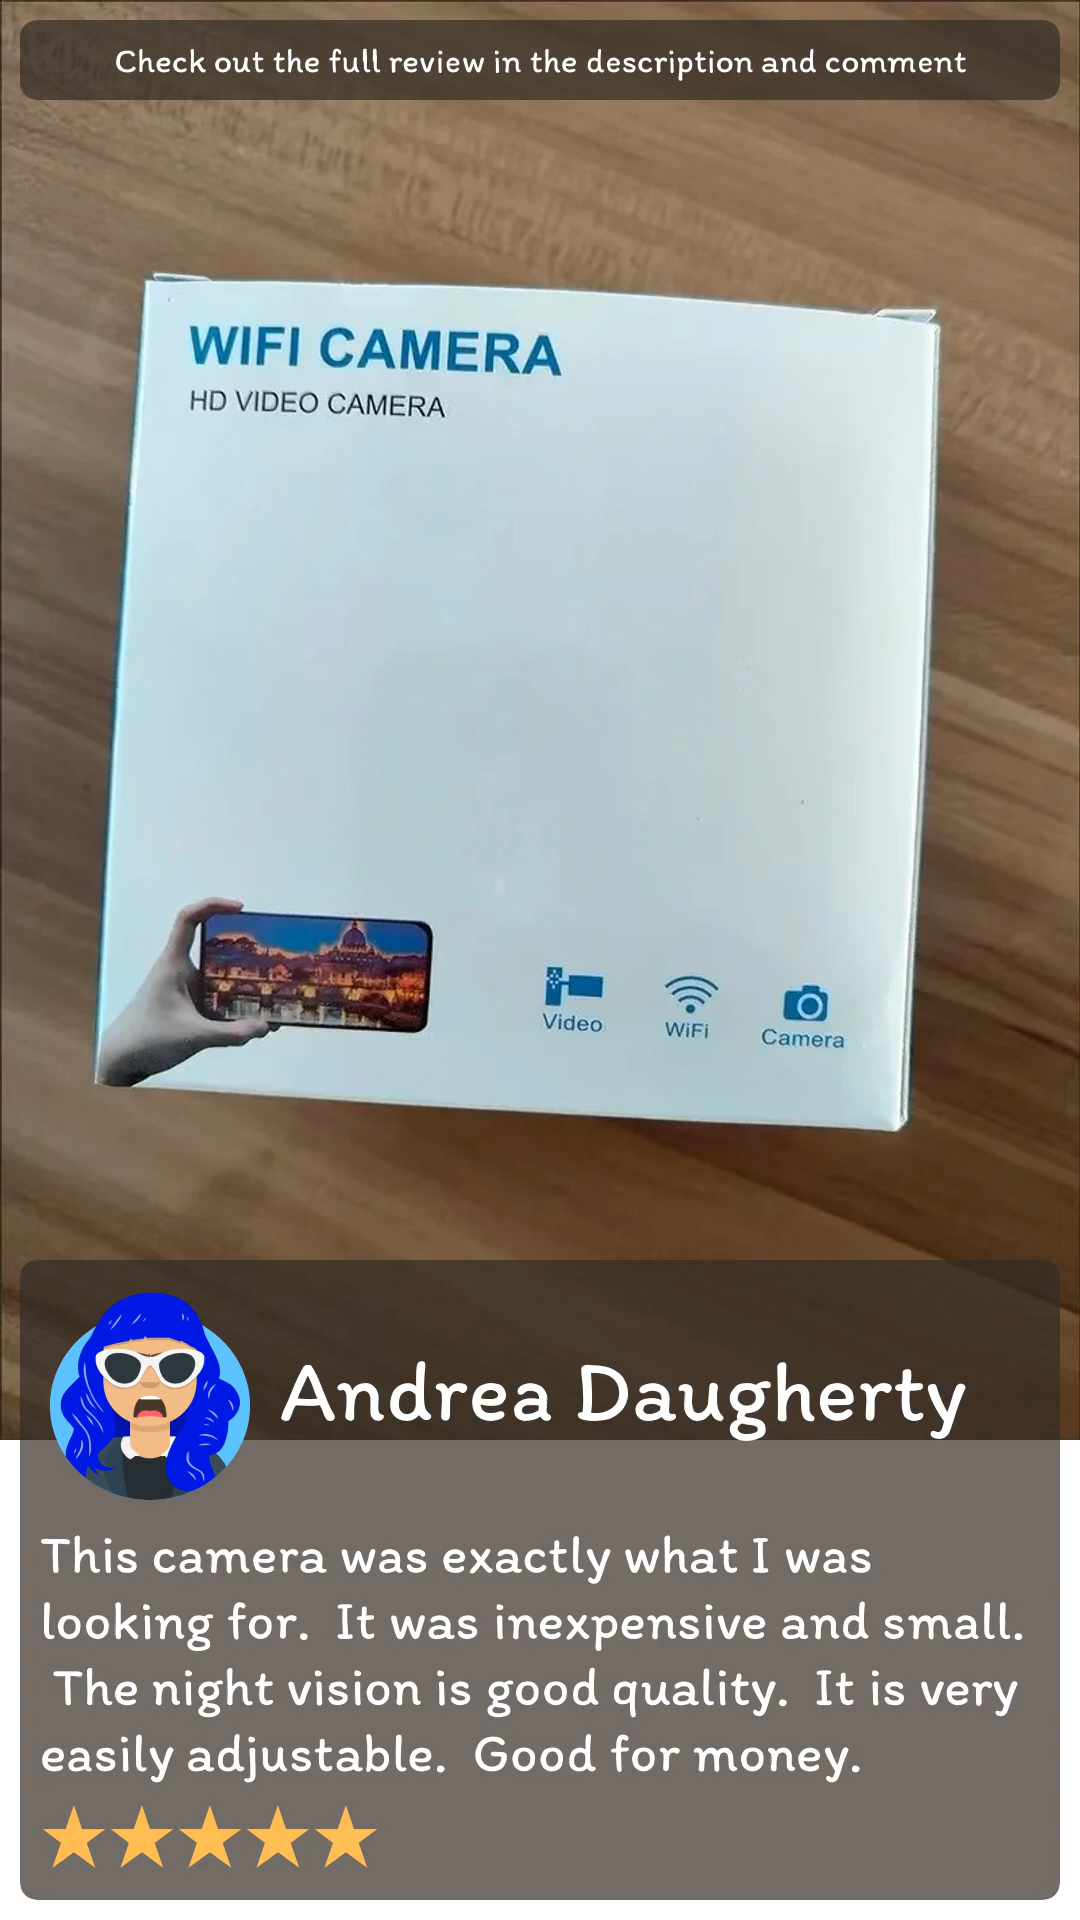 Check out the full review in the description and comment
WIFI CAMERA
HD VIDEO CAMERA
Video
WiFi
Camera
Andrea Daugherty
This camera was exactly what I was
looking for.  It was inexpensive and small.
The night vision is good quality.  It is very
easily adjustable.  Good for money.